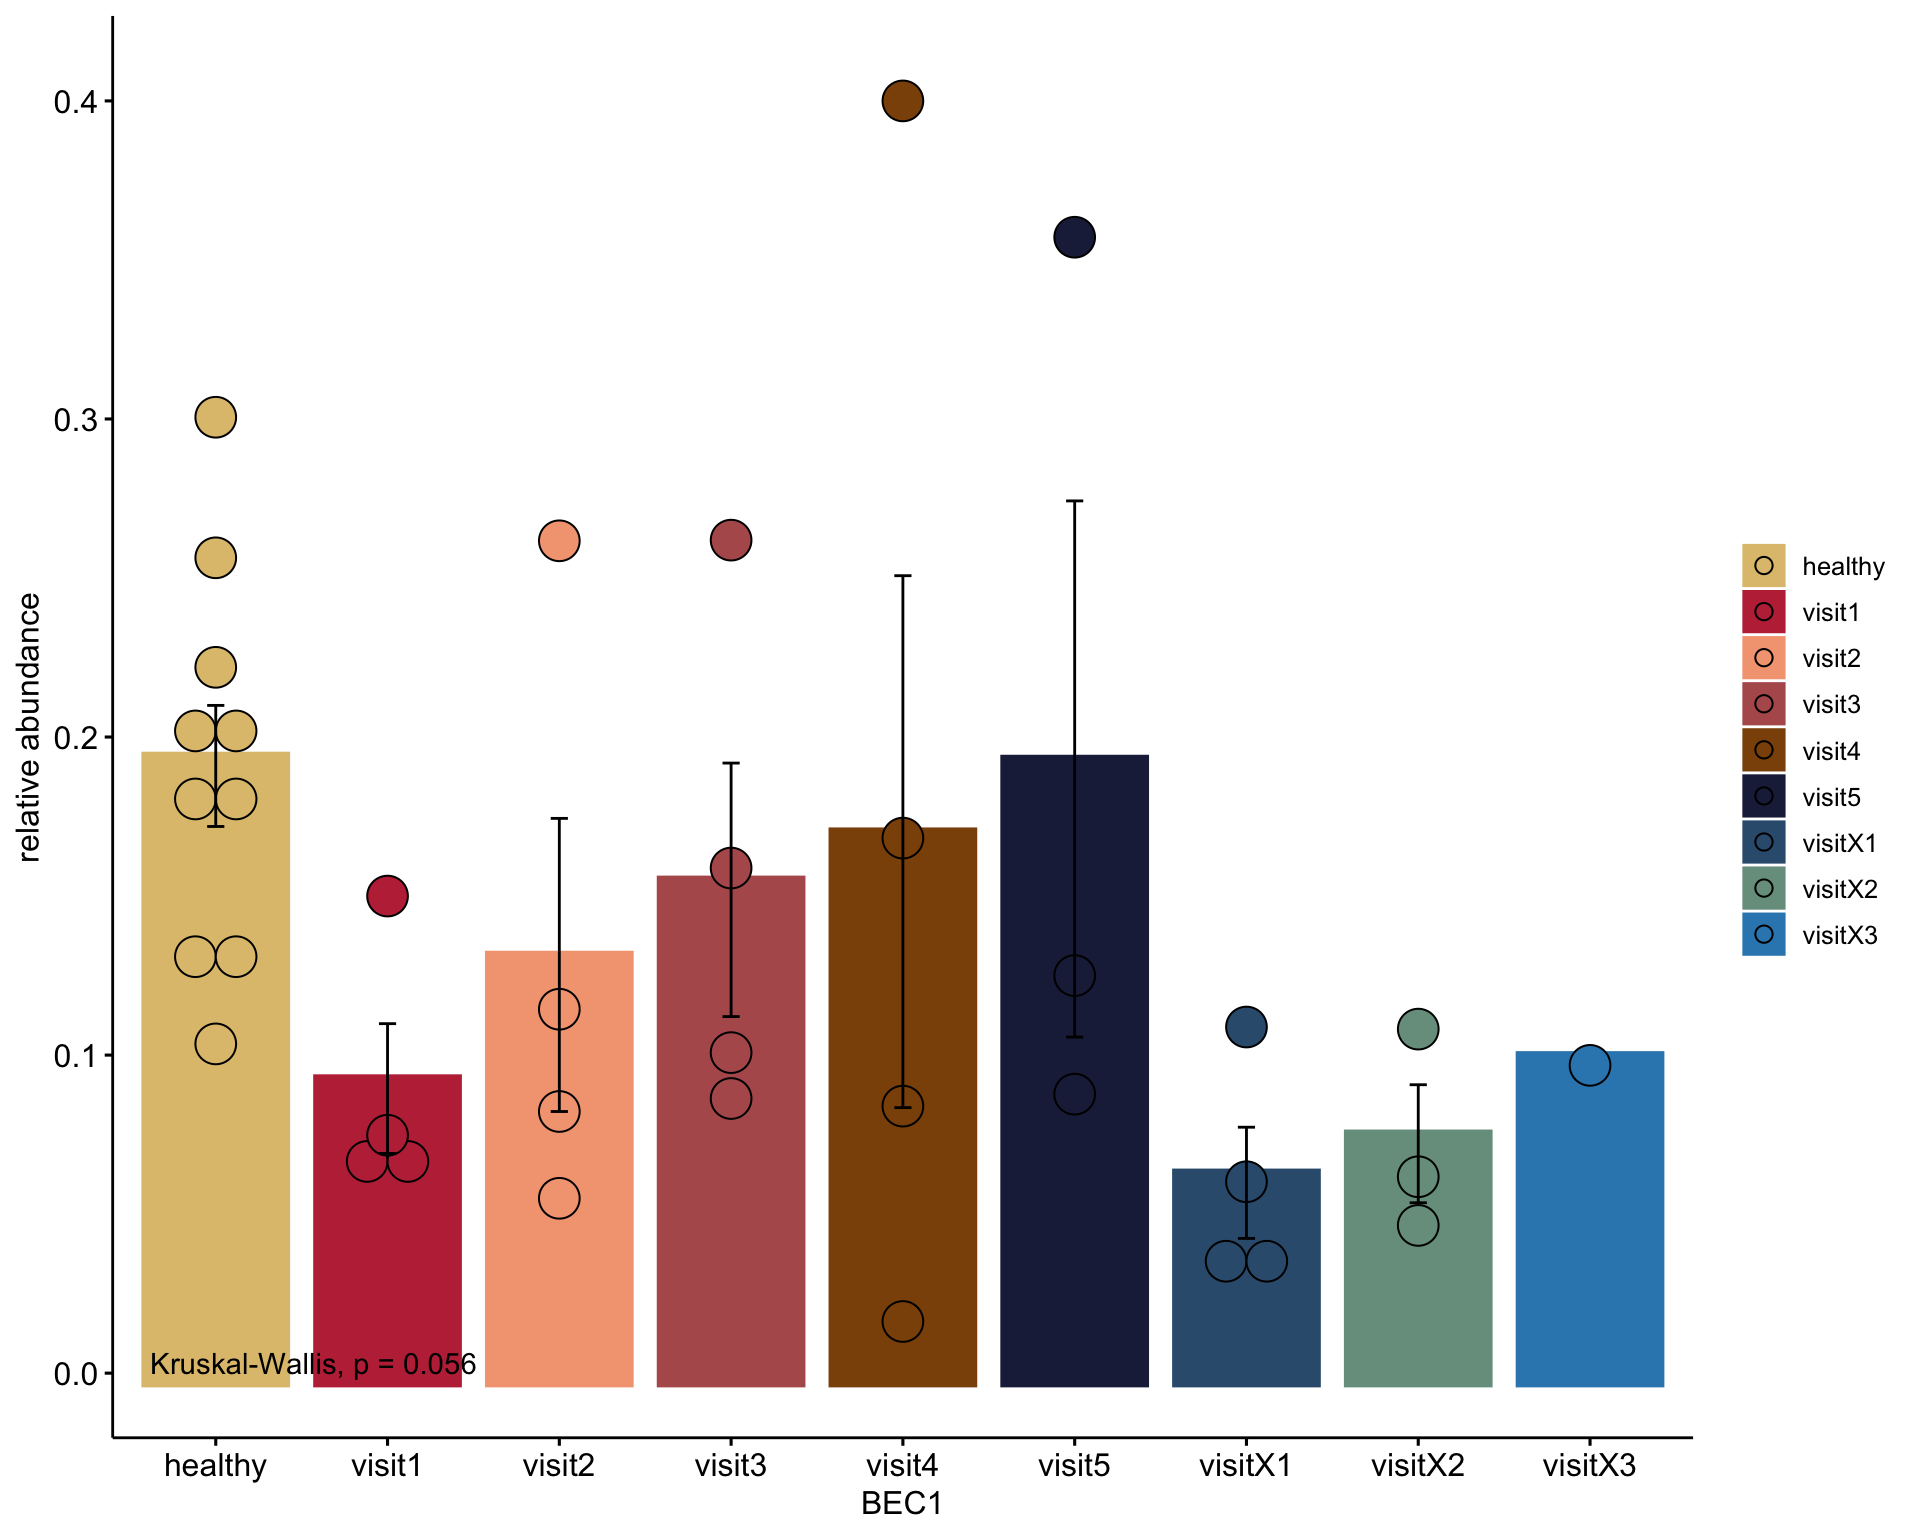 relative abundance
0.4
0.3
0.2
0.1
0.0
Kruskal-Wallis, p = 0.056
healthy visit1 visit2 visit3 visit4 visit5 visitX1 visitX2 visitX3
BEC1
healthy
visit1
visit2
visit3
visit4
visit5
visitX1
visitX2
visitX3